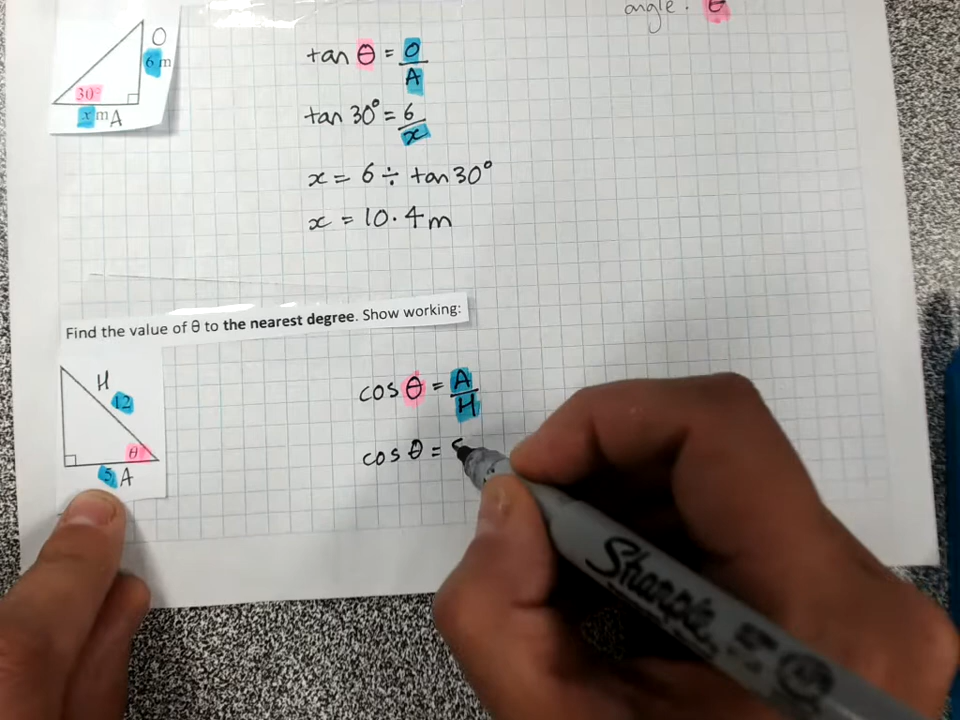 angle: θ
O
6 m
30°
x m A
tan θ = O/A
tan 30° = 6/x
x = 6 ÷ tan 30°
x = 10.4 m
Find the value of θ to the nearest degree. Show working:
H
12
θ
5 A
cos θ = A/H
cos θ =
Sharpie